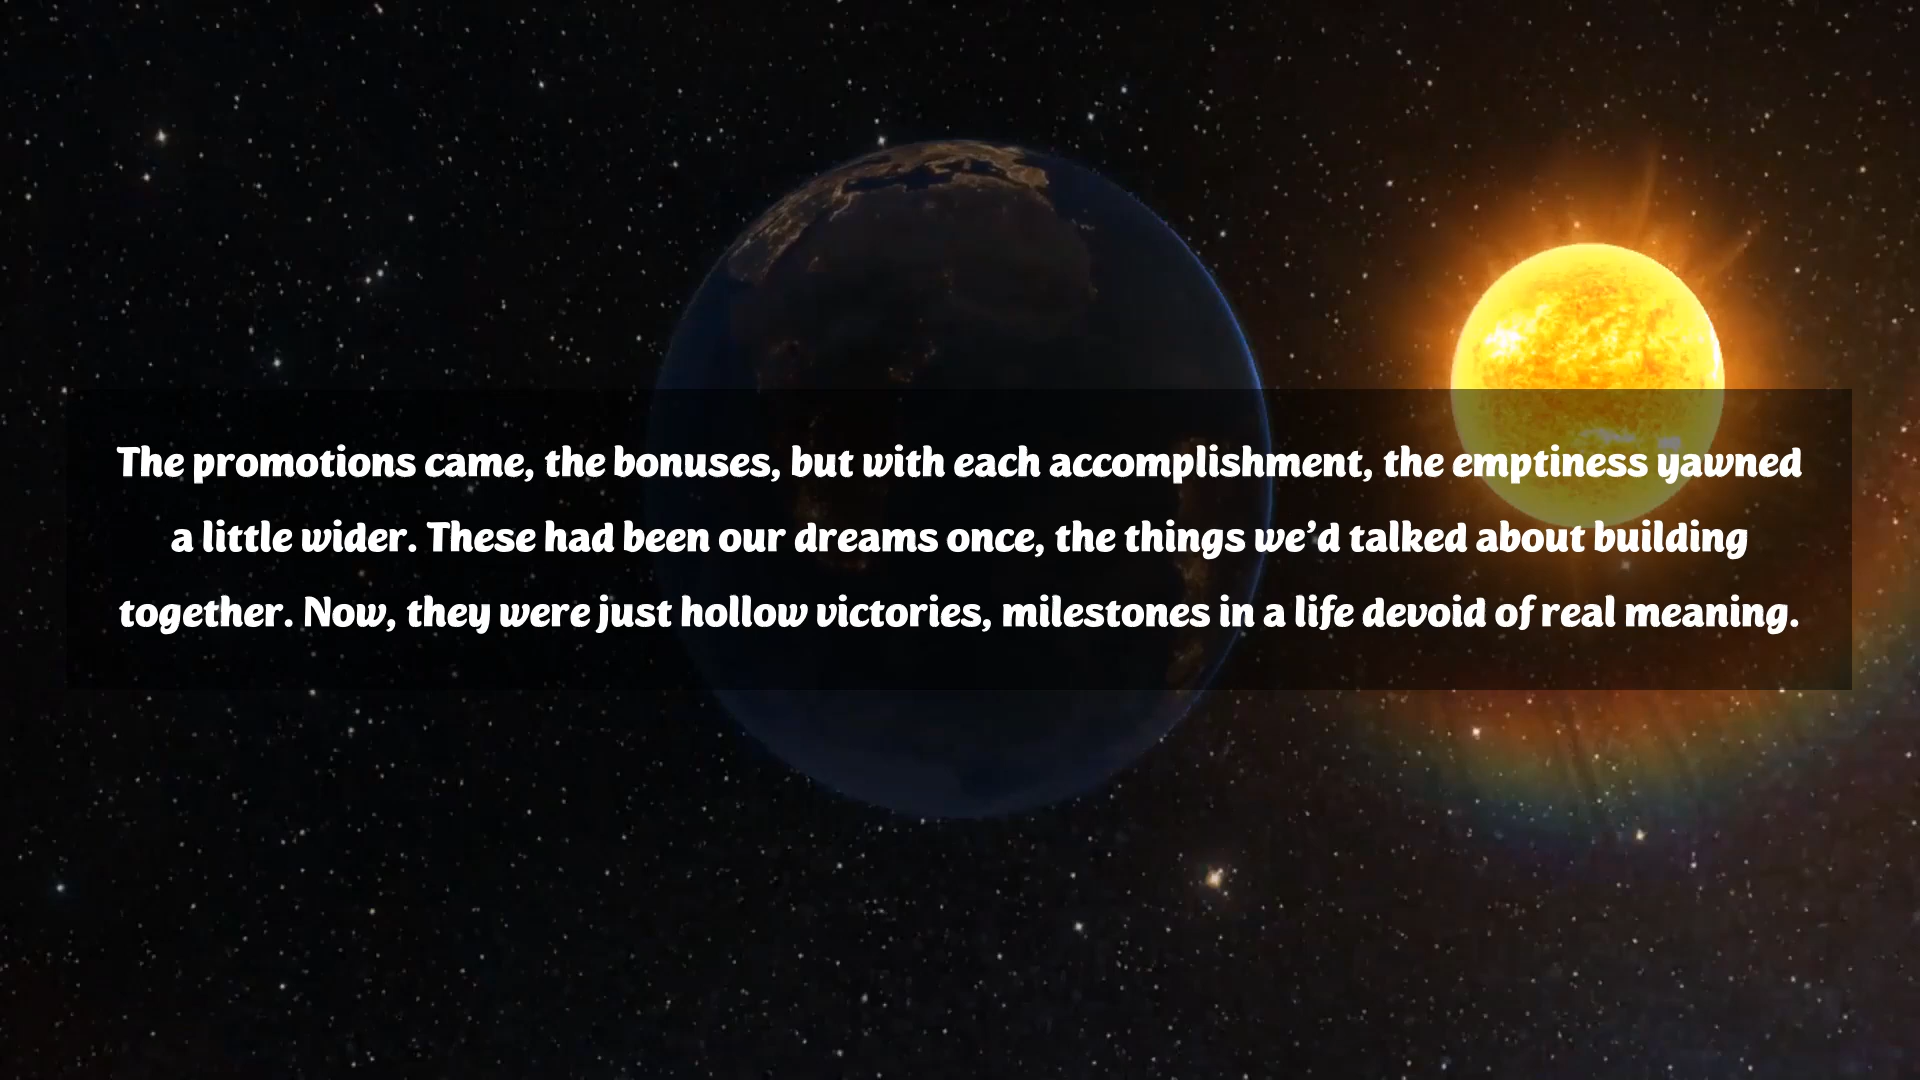 The promotions came, the bonuses, but with each accomplishment, the emptiness yawned
a little wider. These had been our dreams once, the things we’d talked about building
together. Now, they were just hollow victories, milestones in a life devoid of real meaning.